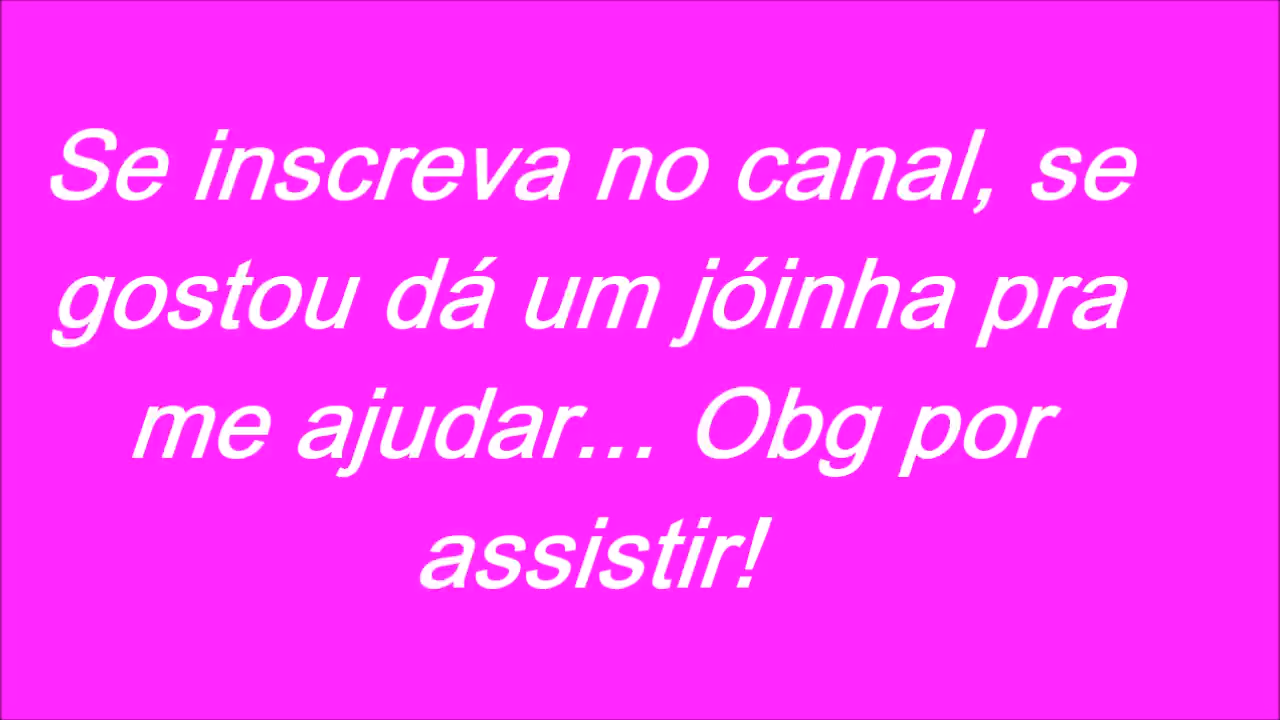 Se inscreva no canal, se
gostou dá um jóinha pra
me ajudar... Obg por
assistir!